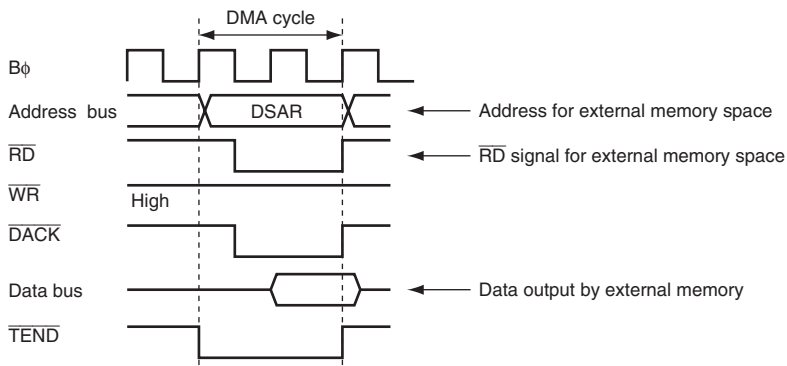 DMA cycle
Bϕ
Address bus
DSAR
Address for external memory space
RD
RD signal for external memory space
WR
High
DACK
Data bus
Data output by external memory
TEND